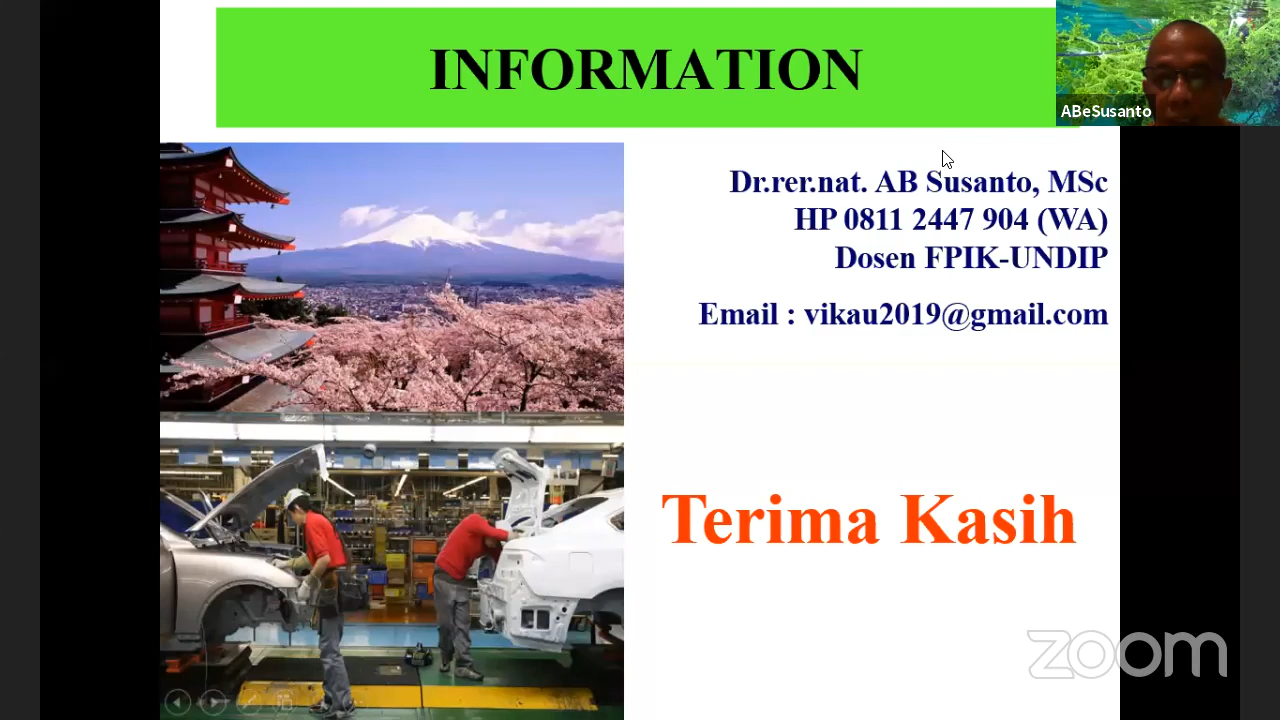 INFORMATION
ABeSusanto
Dr.rer.nat. AB Susanto, MSc
HP 0811 2447 904 (WA)
Dosen FPIK-UNDIP
Email : vikau2019@gmail.com
Terima Kasih
zoom